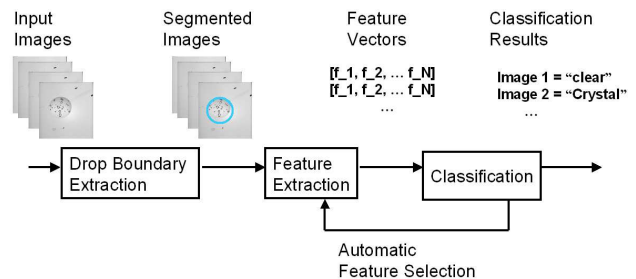 Input
Images
Segmented
Images
Feature
Vectors
Classification
Results
[f_1, f_2, ... f_N]
[f_1, f_2, ... f_N]
...
Image 1 = “clear”
Image 2 = “Crystal”
...
Drop Boundary
Extraction
Feature
Extraction
Classification
Automatic
Feature Selection